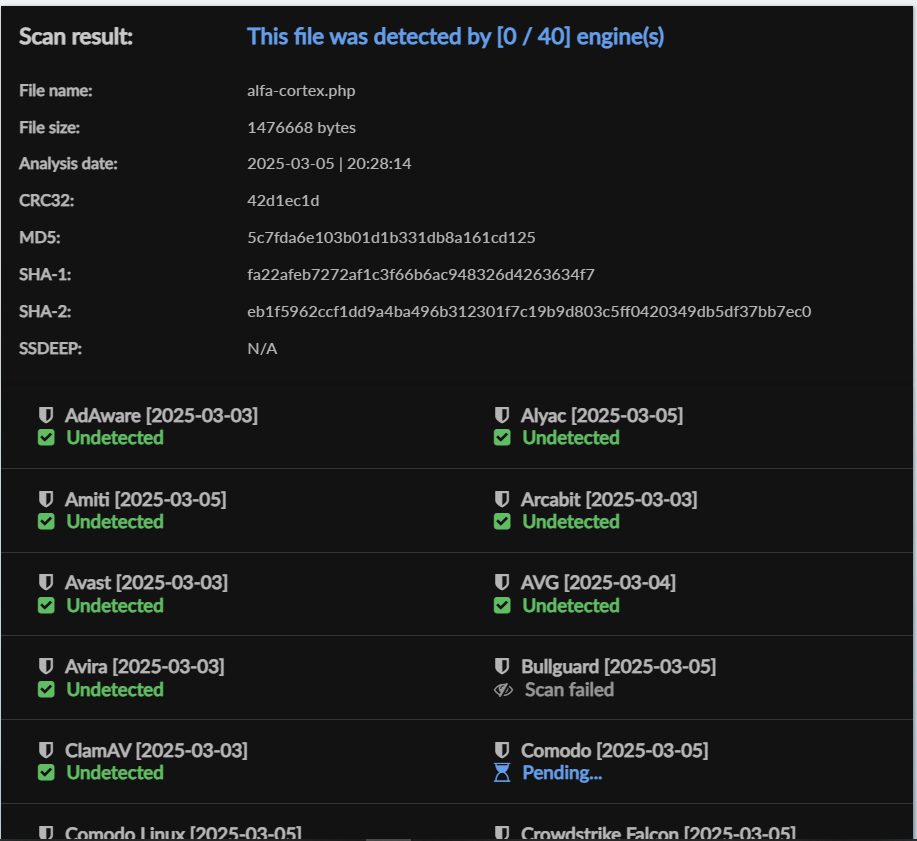 Scan result: This file was detected by [0 / 40] engine(s)
File name: alfa-cortex.php
File size: 1476668 bytes
Analysis date: 2025-03-05 | 20:28:14
CRC32: 42d1ec1d
MD5: 5c7fda6e103b01d1b331db8a161cd125
SHA-1: fa22afeb7272af1c3f66b6ac948326d4263634f7
SHA-2: eb1f5962ccf1dd9a4ba496b312301f7c19b9d803c5ff0420349db5df37bb7ec0
SSDEEP: N/A
AdAware [2025-03-03] Alyac [2025-03-05]
Undetected Undetected
Amiti [2025-03-05] Arcabit [2025-03-03]
Undetected Undetected
Avast [2025-03-03] AVG [2025-03-04]
Undetected Undetected
Avira [2025-03-03] Bullguard [2025-03-05]
Undetected Scan failed
ClamAV [2025-03-03] Comodo [2025-03-05]
Undetected Pending...
Comodo Linux [2025-03-05] Crowdstrike Falcon [2025-03-05]